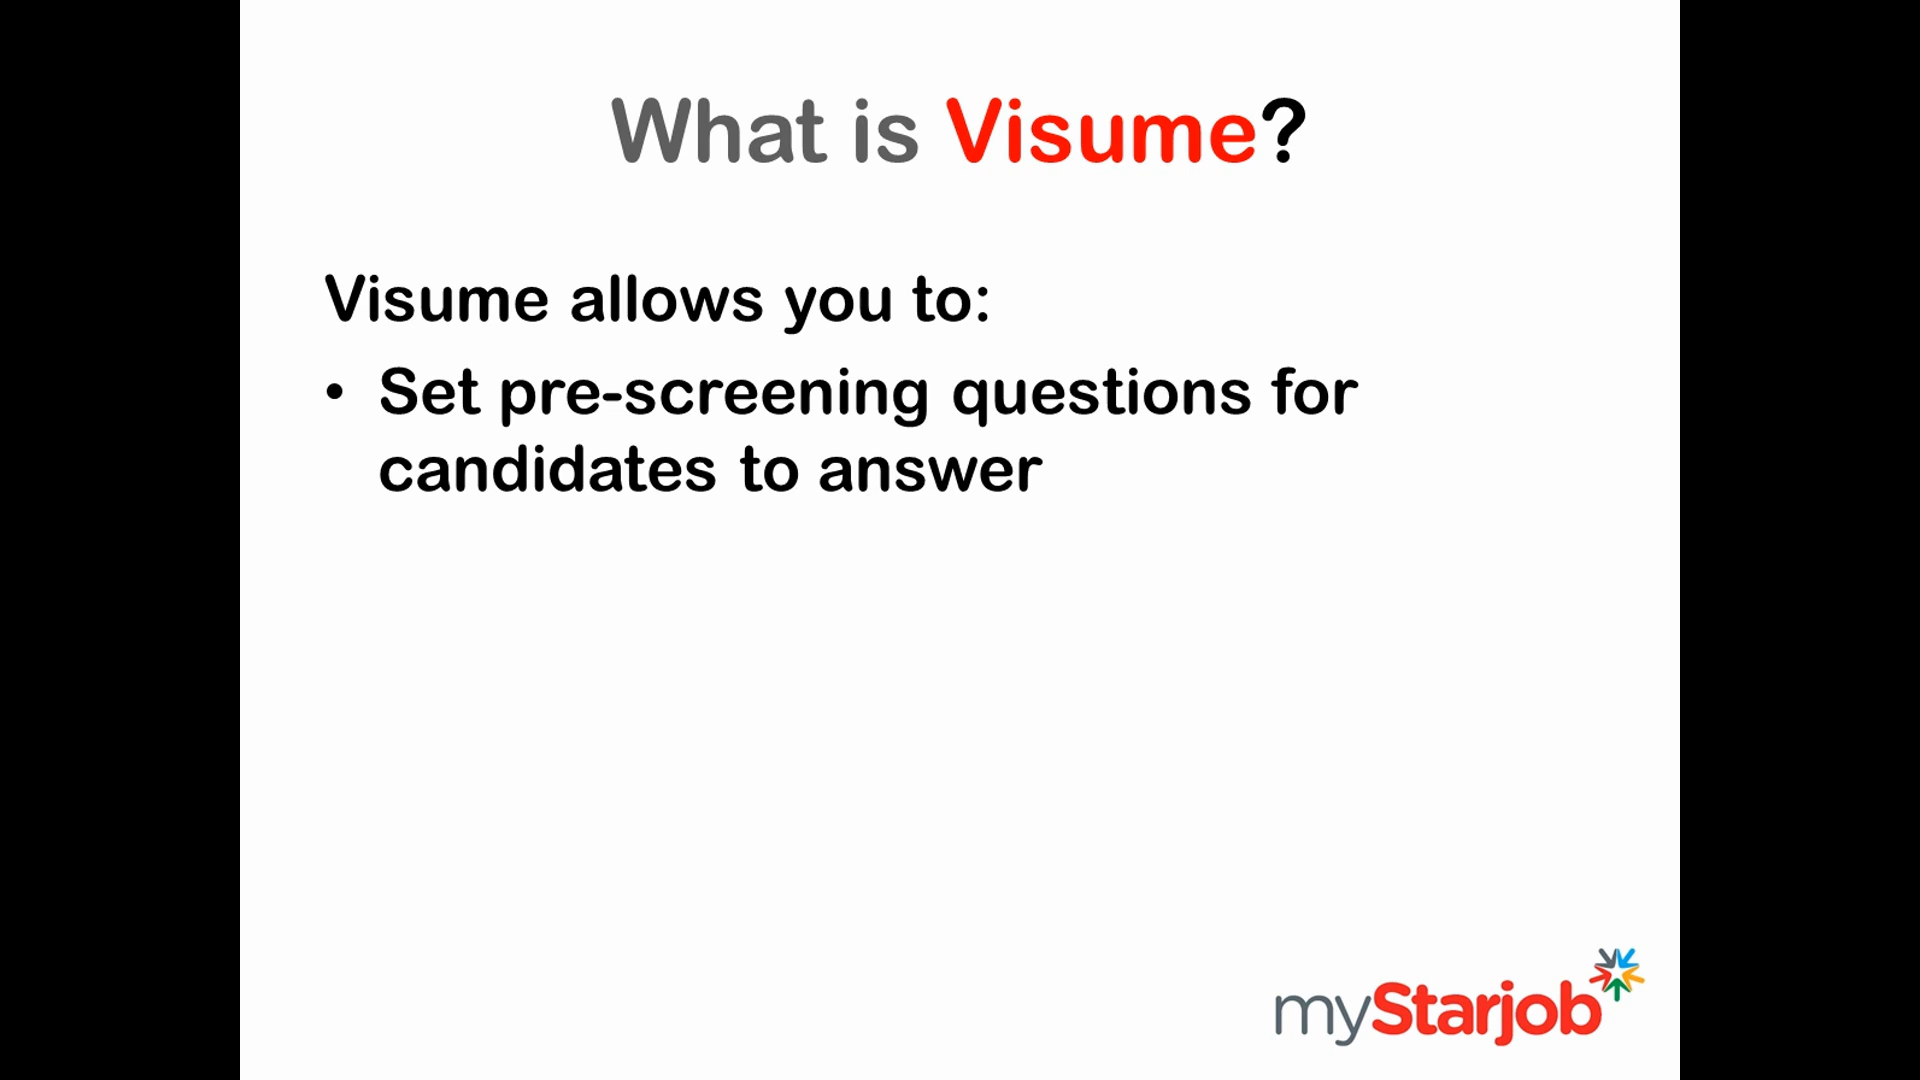 What is Visume?
Visume allows you to:
• Set pre-screening questions for
candidates to answer
myStarjob